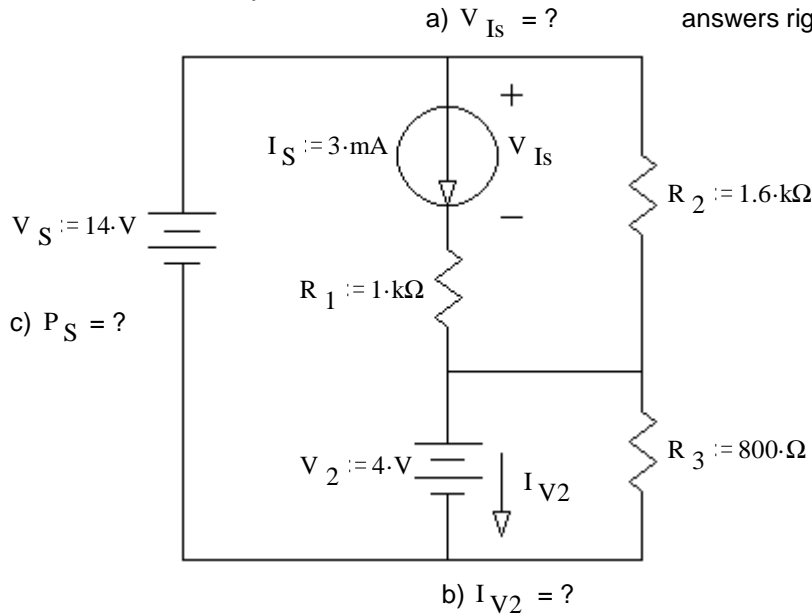 a) V Is = ? answers rig
+
I S := 3·mA V Is
R 2 := 1.6·kΩ
V S := 14·V
−
R 1 := 1·kΩ
c) P S = ?
R 3 := 800·Ω
V 2 := 4·V
I V2
b) I V2 = ?